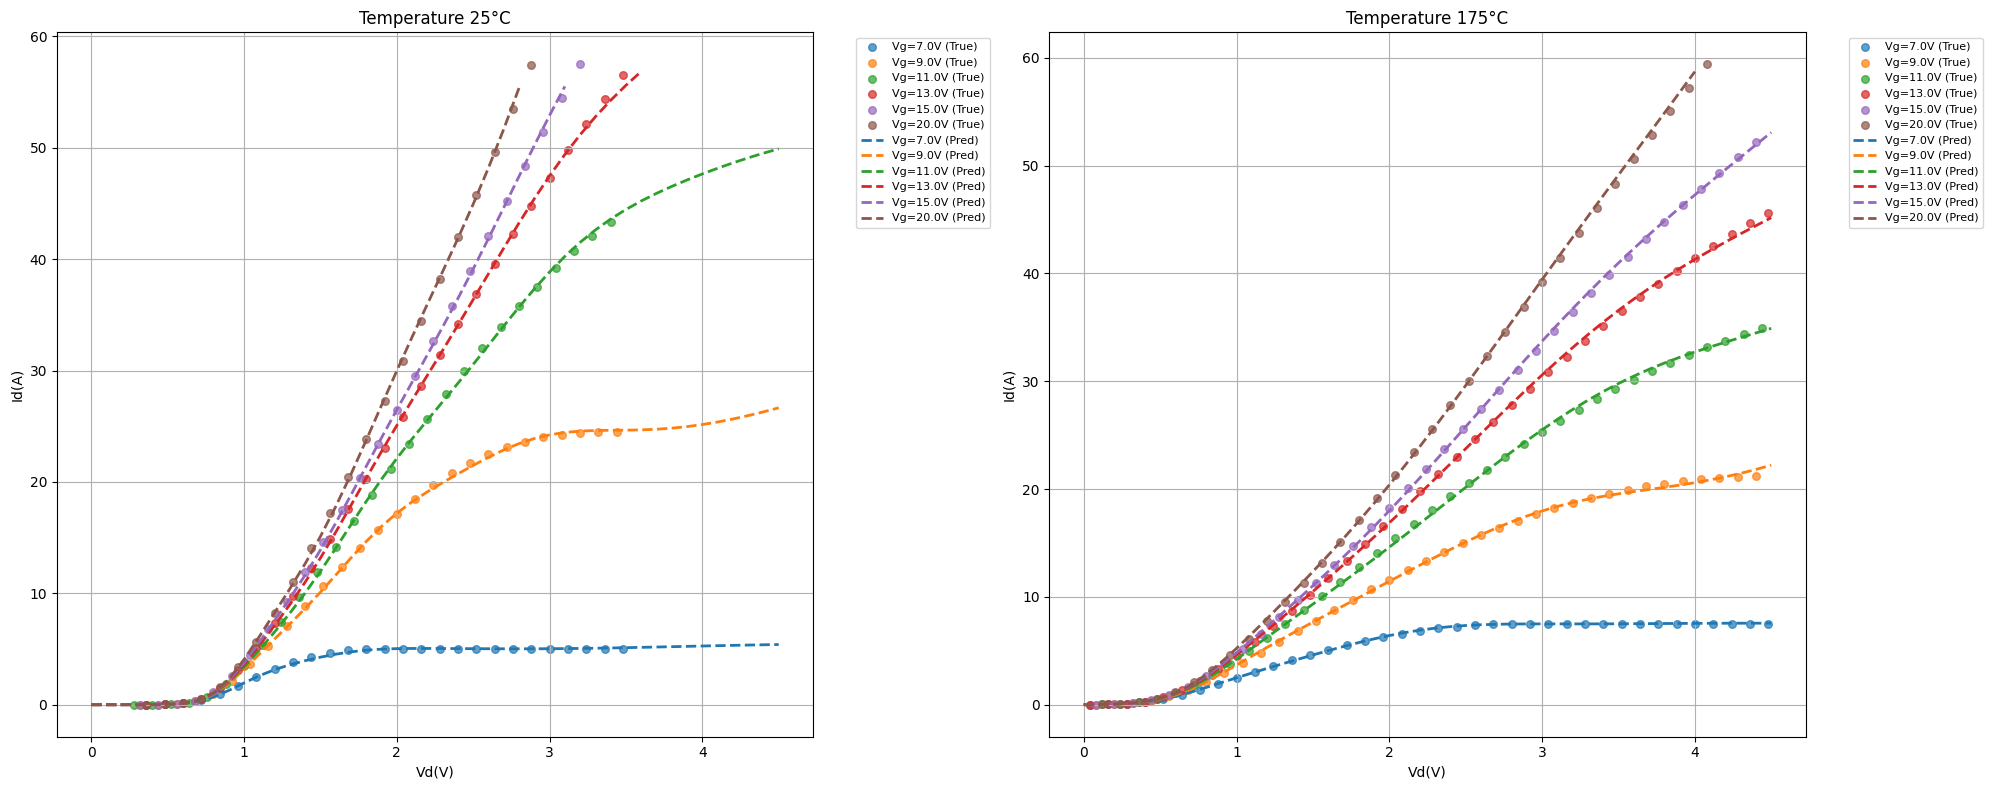 Temperature 25°C
60
50
40
30
20
10
0
Id(A)
0
1
2
3
4
Vd(V)
Vg=7.0V (True)
Vg=9.0V (True)
Vg=11.0V (True)
Vg=13.0V (True)
Vg=15.0V (True)
Vg=20.0V (True)
Vg=7.0V (Pred)
Vg=9.0V (Pred)
Vg=11.0V (Pred)
Vg=13.0V (Pred)
Vg=15.0V (Pred)
Vg=20.0V (Pred)
Temperature 175°C
60
50
40
30
20
10
0
Id(A)
0
1
2
3
4
Vd(V)
Vg=7.0V (True)
Vg=9.0V (True)
Vg=11.0V (True)
Vg=13.0V (True)
Vg=15.0V (True)
Vg=20.0V (True)
Vg=7.0V (Pred)
Vg=9.0V (Pred)
Vg=11.0V (Pred)
Vg=13.0V (Pred)
Vg=15.0V (Pred)
Vg=20.0V (Pred)